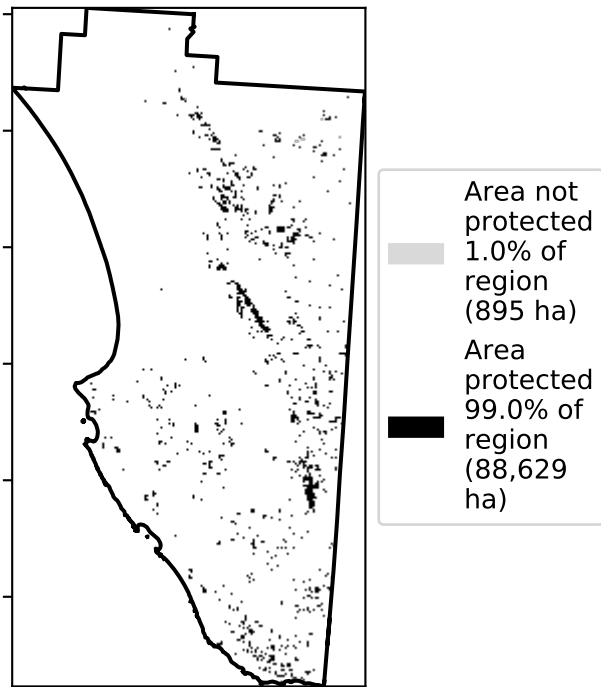 Area not
protected
1.0% of
region
(895 ha)
Area
protected
99.0% of
region
(88,629
ha)